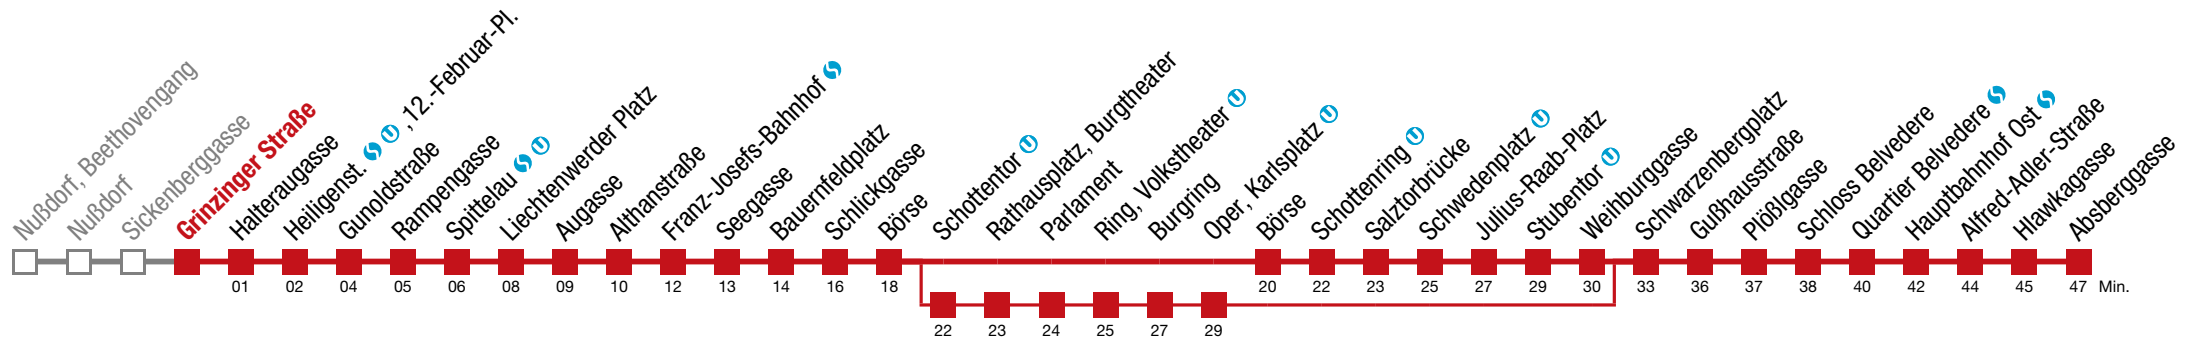 Nußdorf, Beethovengang
Nußdorf
Sickenberggasse
Grinzinger Straße
Halteraugasse
Heiligenst. S U , 12.-Februar-Pl.
Gunoldstraße
Rampengasse
Spittelau S U
Liechtenwerder Platz
Augasse
Althanstraße
Franz-Josefs-Bahnhof S
Seegasse
Bauernfeldplatz
Schlickgasse
Börse
Schottentor U
Rathausplatz, Burgtheater
Parlament
Ring, Volkstheater U
Burgring
Oper, Karlsplatz U
Börse
Schottenring U
Salztorbrücke
Schwedenplatz U
Julius-Raab-Platz
Stubentor U
Weihburggasse
Schwarzenbergplatz
Gußhausstraße
Plößlgasse
Schloss Belvedere
Quartier Belvedere S
Hauptbahnhof Ost S
Alfred-Adler-Straße
Hlawkagasse
Absberggasse
01 02 04 05 06 08 09 10 12 13 14 16 18 20 22 23 25 27 29 30 33 36 37 38 40 42 44 45 47 Min.
22 23 24 25 27 29